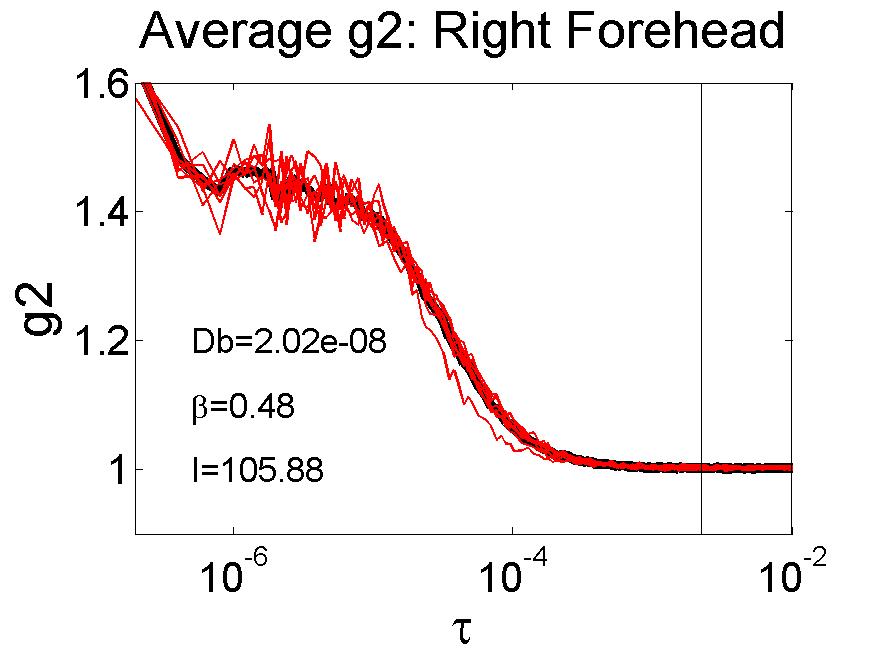 Average g2: Right Forehead
1.6
1.4
1.2
1
g2
Db=2.02e-08
β=0.48
I=105.88
10^-6
10^-4
10^-2
τ